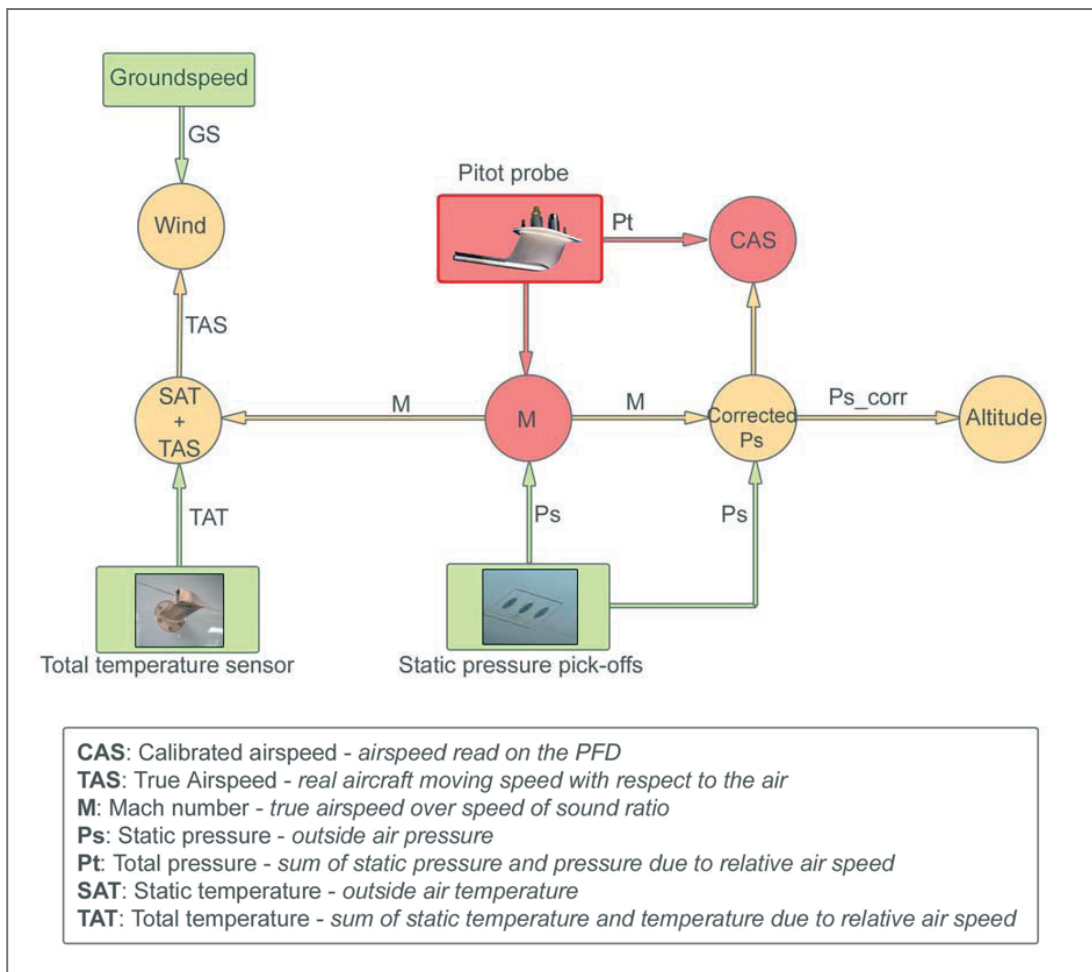 Groundspeed
GS
Pitot probe
Wind
Pt
CAS
TAS
SAT
+
TAS
M
M
M
Corrected
Ps
Ps_corr
Altitude
TAT
Ps
Ps
Total temperature sensor
Static pressure pick-offs
CAS: Calibrated airspeed - airspeed read on the PFD
TAS: True Airspeed - real aircraft moving speed with respect to the air
M: Mach number - true airspeed over speed of sound ratio
Ps: Static pressure - outside air pressure
Pt: Total pressure - sum of static pressure and pressure due to relative air speed
SAT: Static temperature - outside air temperature
TAT: Total temperature - sum of static temperature and temperature due to relative air speed